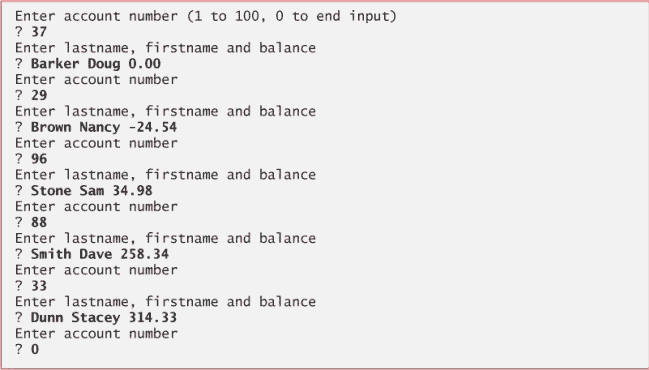 Enter account number (1 to 100, 0 to end input)
? 37
Enter lastname, firstname and balance
? Barker Doug 0.00
Enter account number
? 29
Enter lastname, firstname and balance
? Brown Nancy -24.54
Enter account number
? 96
Enter lastname, firstname and balance
? Stone Sam 34.98
Enter account number
? 88
Enter lastname, firstname and balance
? Smith Dave 258.34
Enter account number
? 33
Enter lastname, firstname and balance
? Dunn Stacey 314.33
Enter account number
? 0